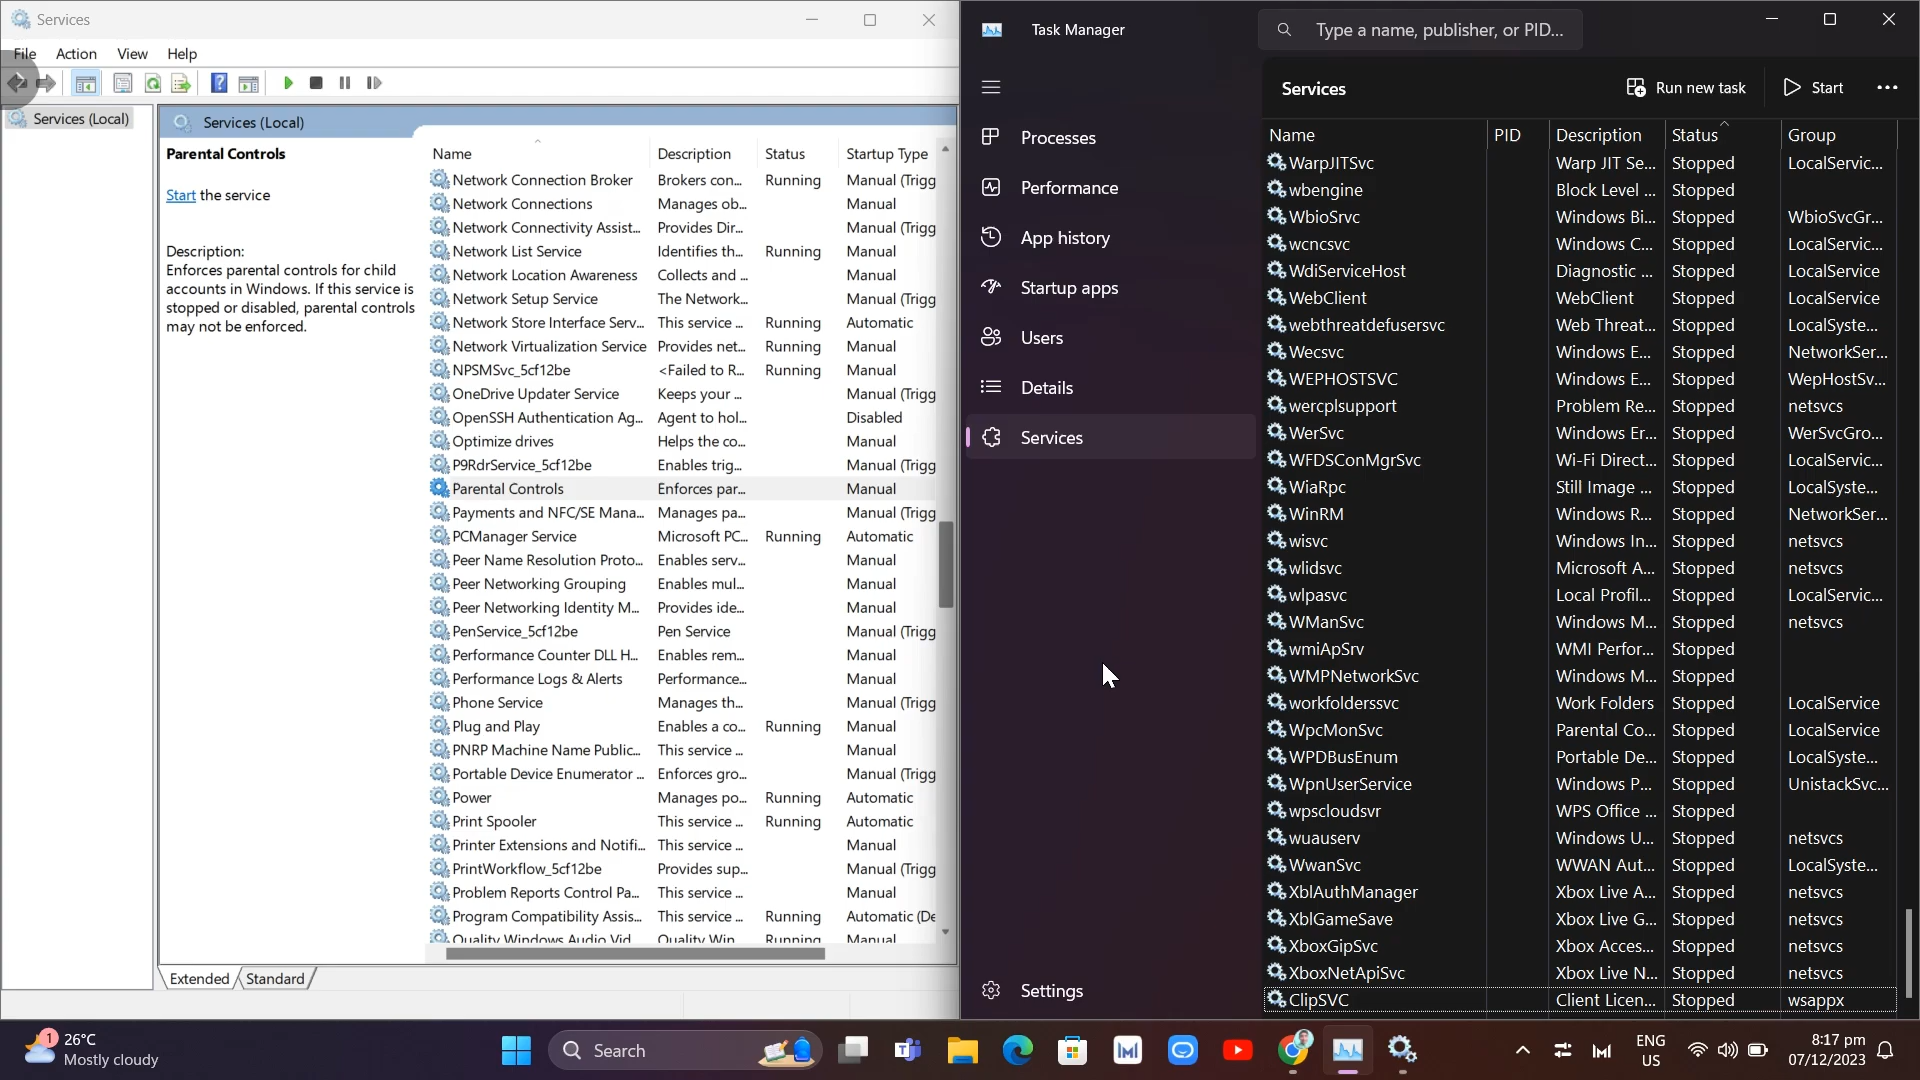 Services
File Action View Help
Services (Local)
Services (Local)
Parental Controls
Start the service
Description:
Enforces parental controls for child
accounts in Windows. If this service is
stopped or disabled, parental controls
may not be enforced.
Name Description Status Startup Type
Network Connection Broker Brokers con... Running Manual (Trigg
Network Connections Manages ob... Manual
Network Connectivity Assist... Provides Dir... Manual (Trigg
Network List Service Identifies th... Running Manual
Network Location Awareness Collects and ... Manual
Network Setup Service The Network... Manual (Trigg
Network Store Interface Serv... This service ... Running Automatic
Network Virtualization Service Provides net... Running Manual
NPSMSvc_5cf12be <Failed to R... Running Manual
OneDrive Updater Service Keeps your ... Manual (Trigg
OpenSSH Authentication Ag... Agent to hol... Disabled
Optimize drives Helps the co... Manual
P9RdrService_5cf12be Enables trig... Manual (Trigg
Parental Controls Enforces par... Manual
Payments and NFC/SE Mana... Manages pa... Manual (Trigg
PCManager Service Microsoft PC... Running Automatic
Peer Name Resolution Proto... Enables serv... Manual
Peer Networking Grouping Enables mul... Manual
Peer Networking Identity M... Provides ide... Manual
PenService_5cf12be Pen Service Manual (Trigg
Performance Counter DLL H... Enables rem... Manual
Performance Logs & Alerts Performance... Manual
Phone Service Manages th... Manual (Trigg
Plug and Play Enables a co... Running Manual
PNRP Machine Name Public... This service ... Manual
Portable Device Enumerator ... Enforces gro... Manual (Trigg
Power Manages po... Running Automatic
Print Spooler This service ... Running Automatic
Printer Extensions and Notifi... This service ... Manual
PrintWorkflow_5cf12be Provides sup... Manual (Trigg
Problem Reports Control Pa... This service ... Manual
Program Compatibility Assis... This service ... Running Automatic (De
Quality Windows Audio Vid Quality Win Running Manual
Extended Standard
Task Manager
Type a name, publisher, or PID...
Processes
Performance
App history
Startup apps
Users
Details
Services
Settings
Services Run new task Start
Name PID Description Status Group
WarpJITSvc Warp JIT Se... Stopped LocalServic...
wbengine Block Level ... Stopped
WbioSrvc Windows Bi... Stopped WbioSvcGr...
wcncsvc Windows C... Stopped LocalServic...
WdiServiceHost Diagnostic ... Stopped LocalService
WebClient WebClient Stopped LocalService
webthreatdefusersvc Web Threat... Stopped LocalSyste...
Wecsvc Windows E... Stopped NetworkSer...
WEPHOSTSVC Windows E... Stopped WepHostSv...
wercplsupport Problem Re... Stopped netsvcs
WerSvc Windows Er... Stopped WerSvcGro...
WFDSConMgrSvc Wi-Fi Direct... Stopped LocalServic...
WiaRpc Still Image ... Stopped LocalSyste...
WinRM Windows R... Stopped NetworkSer...
wisvc Windows In... Stopped netsvcs
wlidsvc Microsoft A... Stopped netsvcs
wlpasvc Local Profil... Stopped LocalServic...
WManSvc Windows M... Stopped netsvcs
wmiApSrv WMI Perfor... Stopped
WMPNetworkSvc Windows M... Stopped
workfolderssvc Work Folders Stopped LocalService
WpcMonSvc Parental Co... Stopped LocalService
WPDBusEnum Portable De... Stopped LocalSyste...
WpnUserService Windows P... Stopped UnistackSvc...
wpscloudsvr WPS Office ... Stopped
wuauserv Windows U... Stopped netsvcs
WwanSvc WWAN Aut... Stopped LocalSyste...
XblAuthManager Xbox Live A... Stopped netsvcs
XblGameSave Xbox Live G... Stopped netsvcs
XboxGipSvc Xbox Acces... Stopped netsvcs
XboxNetApiSvc Xbox Live N... Stopped netsvcs
ClipSVC Client Licen... Stopped wsappx
1
26°C
Mostly cloudy
Search
ENG
US
8:17 pm
07/12/2023